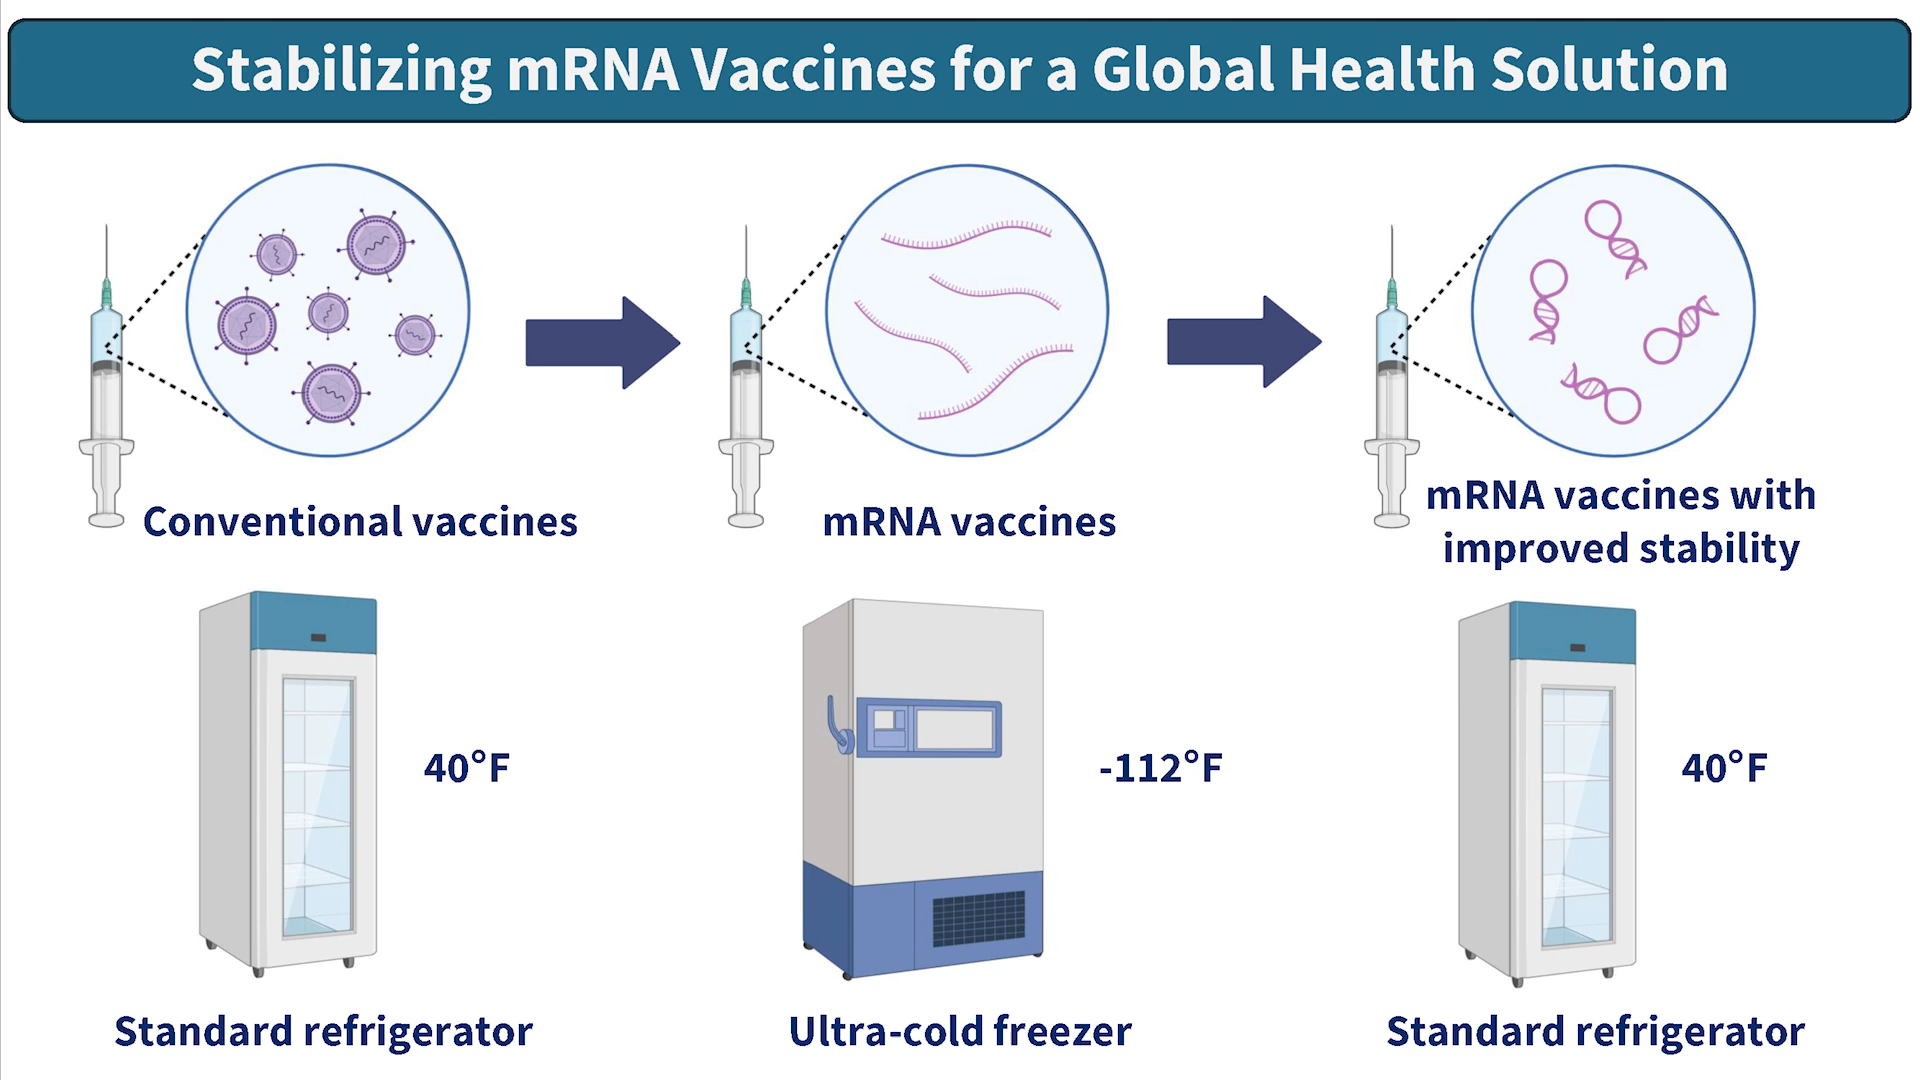 Stabilizing mRNA Vaccines for a Global Health Solution
Conventional vaccines
mRNA vaccines
mRNA vaccines with
improved stability
40°F
-112°F
40°F
Standard refrigerator
Ultra-cold freezer
Standard refrigerator